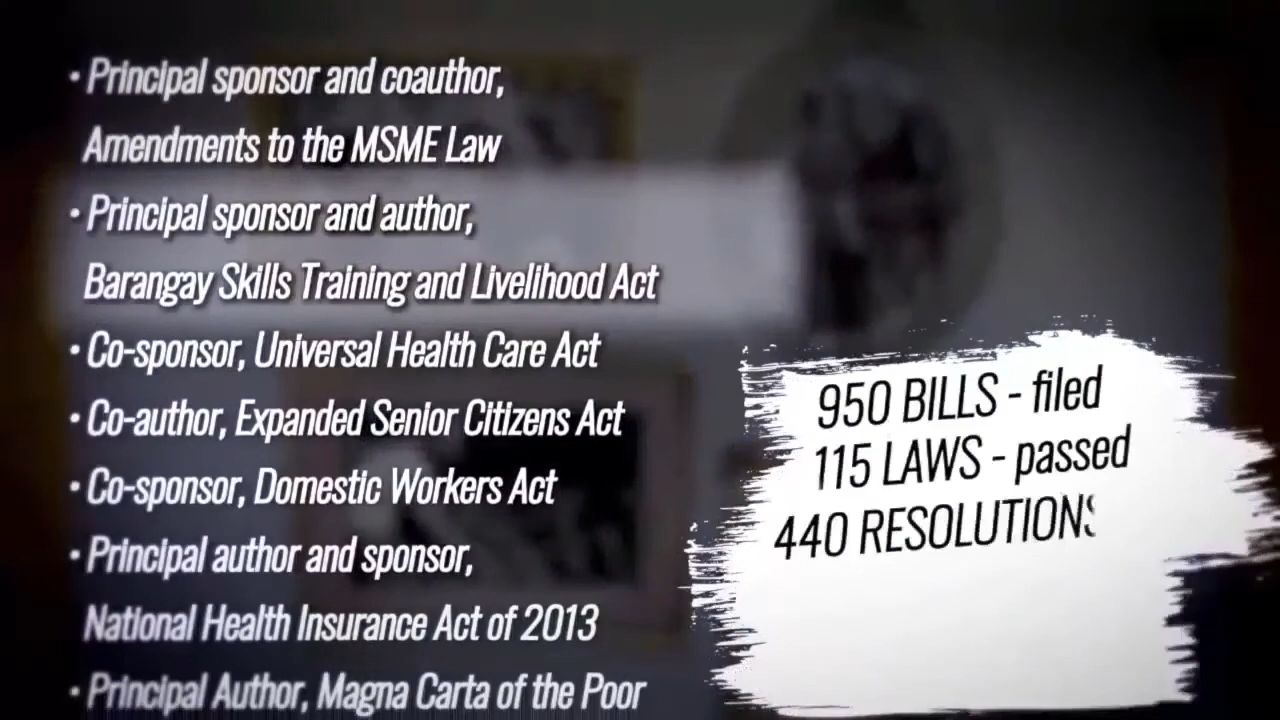 • Principal sponsor and coauthor,
Amendments to the MSME Law
• Principal sponsor and author,
Barangay Skills Training and Livelihood Act
• Co-sponsor, Universal Health Care Act
• Co-author, Expanded Senior Citizens Act
• Co-sponsor, Domestic Workers Act
• Principal author and sponsor,
National Health Insurance Act of 2013
• Principal Author, Magna Carta of the Poor
950 BILLS - filed
115 LAWS - passed
440 RESOLUTIONS